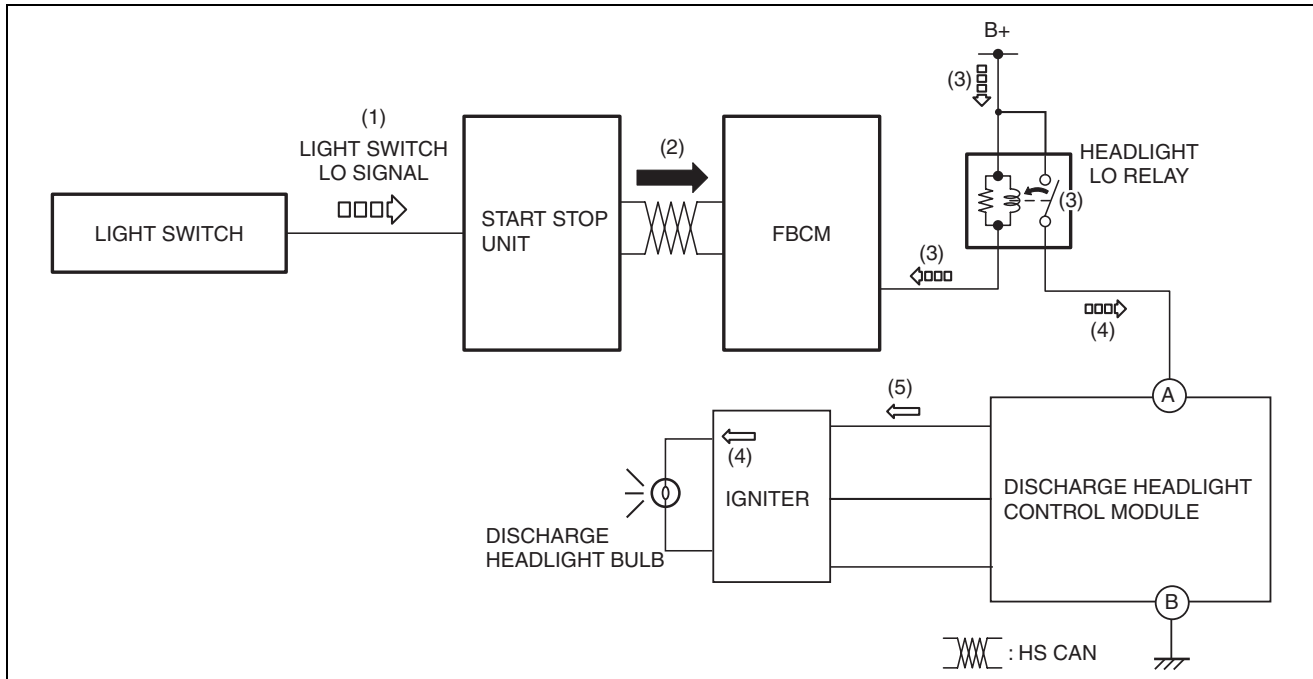 B+
(3)
(1)
LIGHT SWITCH
LO SIGNAL
(2)
HEADLIGHT
LO RELAY
(3)
LIGHT SWITCH
START STOP
UNIT
FBCM
(3)
(4)
A
(5)
(4)
IGNITER
DISCHARGE HEADLIGHT
CONTROL MODULE
DISCHARGE
HEADLIGHT BULB
B
: HS CAN